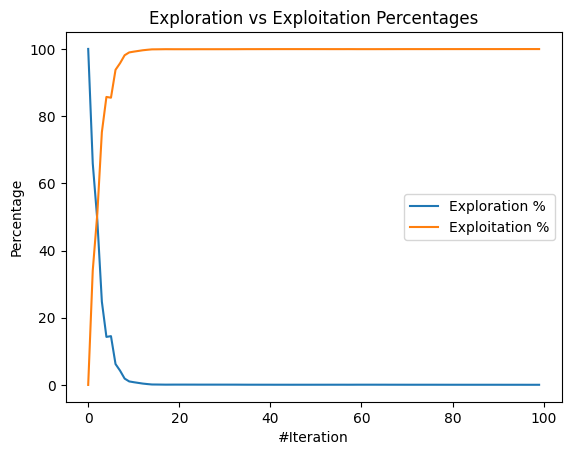 Exploration vs Exploitation Percentages
100
80
60
40
20
0
Percentage
Exploration %
Exploitation %
0 20 40 60 80 100
#Iteration